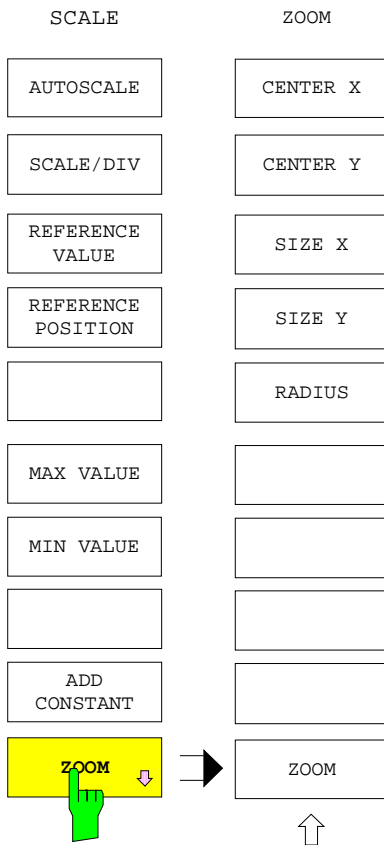 SCALE
AUTOSCALE
SCALE/DIV
REFERENCE
VALUE
REFERENCE
POSITION
MAX VALUE
MIN VALUE
ADD
CONSTANT
ZOOM
ZOOM
CENTER X
CENTER Y
SIZE X
SIZE Y
RADIUS
ZOOM